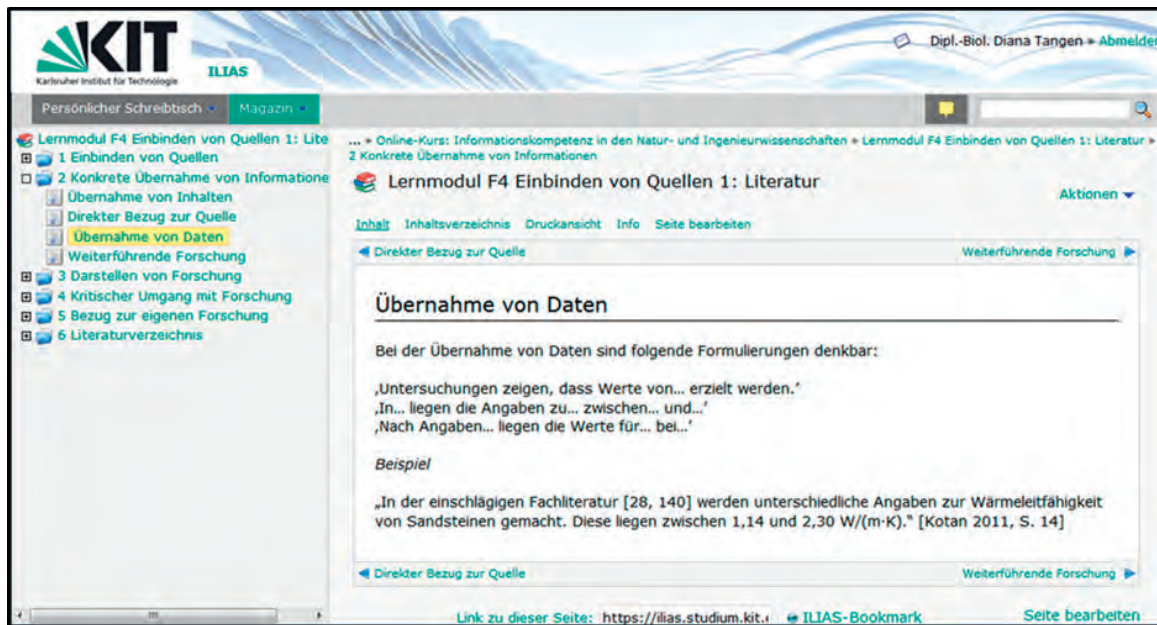 KIT
Karlsruher Institut für Technologie
ILIAS
Dipl.-Biol. Diana Tangen » Abmelden
Persönlicher Schreibtisch
Magazin
Lernmodul F4 Einbinden von Quellen 1: Lite
1 Einbinden von Quellen
2 Konkrete Übernahme von Informatione
Übernahme von Inhalten
Direkter Bezug zur Quelle
Übernahme von Daten
Weiterführende Forschung
3 Darstellen von Forschung
4 Kritischer Umgang mit Forschung
5 Bezug zur eigenen Forschung
6 Literaturverzeichnis
... » Online-Kurs: Informationskompetenz in den Natur- und Ingenieurwissenschaften » Lernmodul F4 Einbinden von Quellen 1: Literatur »
2 Konkrete Übernahme von Informationen
Lernmodul F4 Einbinden von Quellen 1: Literatur
Aktionen
Inhalt Inhaltsverzeichnis Druckansicht Info Seite bearbeiten
Direkter Bezug zur Quelle Weiterführende Forschung
Übernahme von Daten
Bei der Übernahme von Daten sind folgende Formulierungen denkbar:
‚Untersuchungen zeigen, dass Werte von... erzielt werden.‘
‚In... liegen die Angaben zu... zwischen... und...‘
‚Nach Angaben... liegen die Werte für... bei...‘
Beispiel
„In der einschlägigen Fachliteratur [28, 140] werden unterschiedliche Angaben zur Wärmeleitfähigkeit
von Sandsteinen gemacht. Diese liegen zwischen 1,14 und 2,30 W/(m·K).“ [Kotan 2011, S. 14]
Direkter Bezug zur Quelle Weiterführende Forschung
Link zu dieser Seite: https://ilias.studium.kit.‌ ILIAS-Bookmark Seite bearbeiten